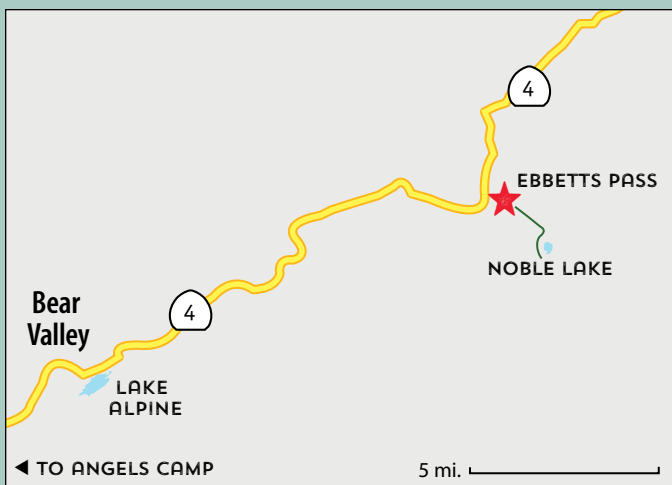 4
EBBETTS PASS
NOBLE LAKE
4
Bear
Valley
LAKE
ALPINE
◀ TO ANGELS CAMP
5 mi.